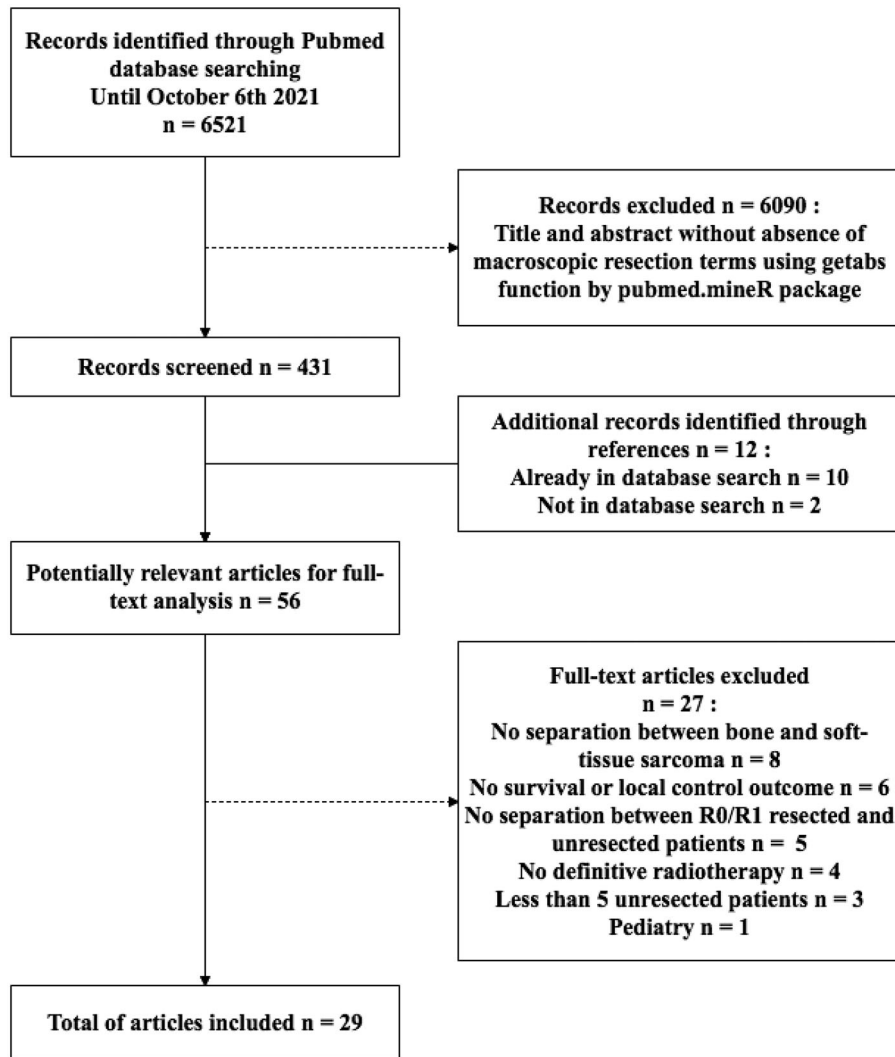 Records identified through Pubmed
database searching
Until October 6th 2021
n = 6521
Records excluded n = 6090 :
Title and abstract without absence of
macroscopic resection terms using getabs
function by pubmed.mineR package
Records screened n = 431
Additional records identified through
references n = 12 :
Already in database search n = 10
Not in database search n = 2
Potentially relevant articles for full-
text analysis n = 56
Full-text articles excluded
n = 27 :
No separation between bone and soft-
tissue sarcoma n = 8
No survival or local control outcome n = 6
No separation between R0/R1 resected and
unresected patients n = 5
No definitive radiotherapy n = 4
Less than 5 unresected patients n = 3
Pediatry n = 1
Total of articles included n = 29